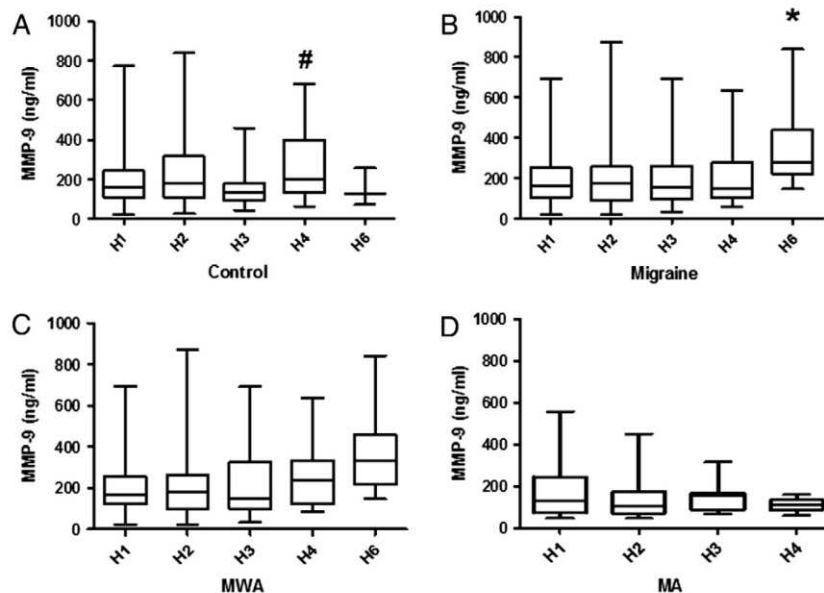 A
MMP-9 (ng/ml)
1000
800
600
400
200
0
#
H1 H2 H3 H4 H6
Control
B
MMP-9 (ng/ml)
1000
800
600
400
200
0
*
H1 H2 H3 H4 H6
Migraine
C
MMP-9 (ng/ml)
1000
800
600
400
200
0
H1 H2 H3 H4 H6
MWA
D
MMP-9 (ng/ml)
1000
800
600
400
200
0
H1 H2 H3 H4
MA